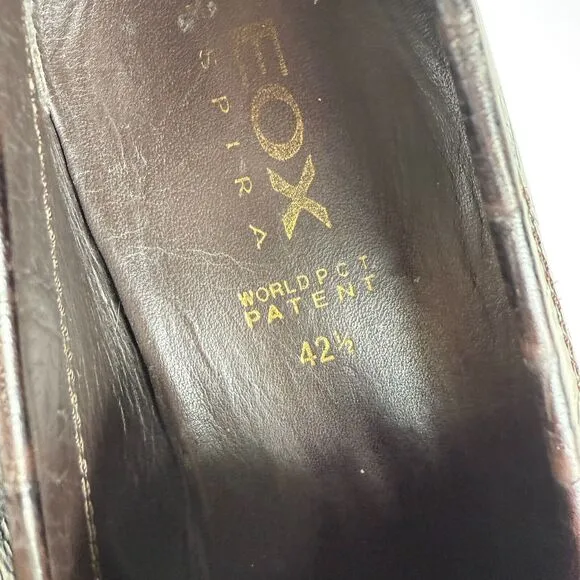 EOX
SPIRA
WORLD PCT
PATENT
42½